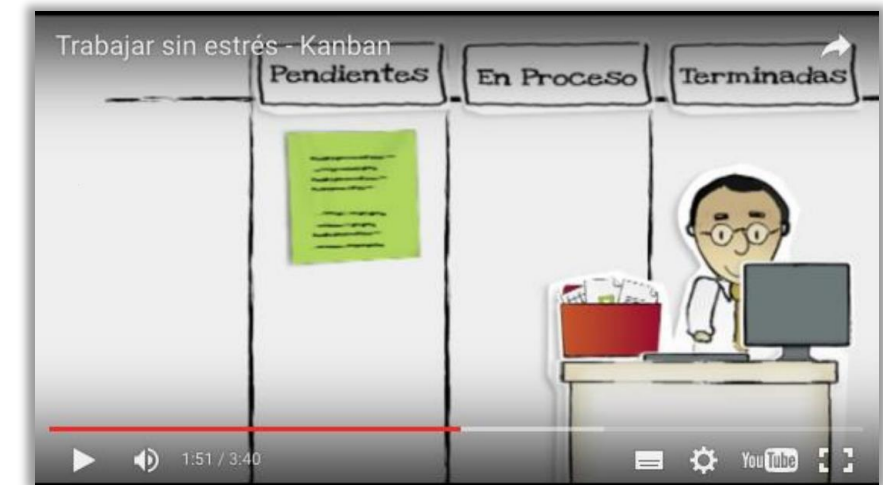 Trabajar sin estrés - Kanban
Pendientes
En Proceso
Terminadas
1:51 / 3:40
YouTube